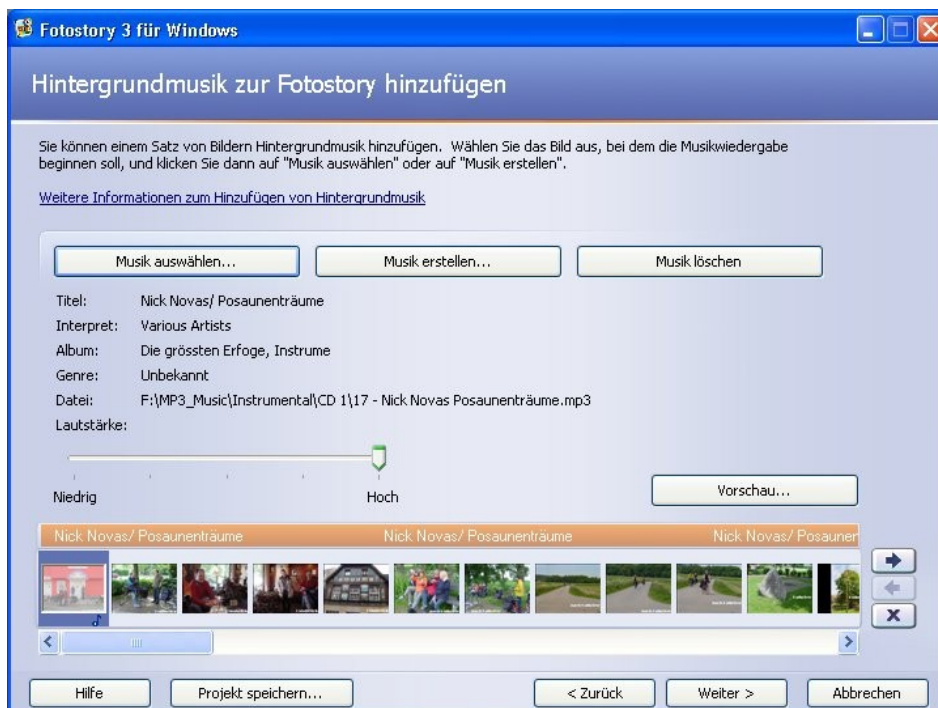 Fotostory 3 für Windows
Hintergrundmusik zur Fotostory hinzufügen
Sie können einem Satz von Bildern Hintergrundmusik hinzufügen. Wählen Sie das Bild aus, bei dem die Musikwiedergabe
beginnen soll, und klicken Sie dann auf "Musik auswählen" oder auf "Musik erstellen".
Weitere Informationen zum Hinzufügen von Hintergrundmusik
Musik auswählen... Musik erstellen... Musik löschen
Titel: Nick Novas/ Posaunenträume
Interpret: Various Artists
Album: Die grössten Erfoge, Instrume
Genre: Unbekannt
Datei: F:\MP3_Music\Instrumental\CD 1\17 - Nick Novas Posaunenträume.mp3
Lautstärke:
Niedrig Hoch Vorschau...
Nick Novas/ Posaunenträume Nick Novas/ Posaunenträume Nick Novas/ Posauner
Hilfe Projekt speichern... < Zurück Weiter > Abbrechen